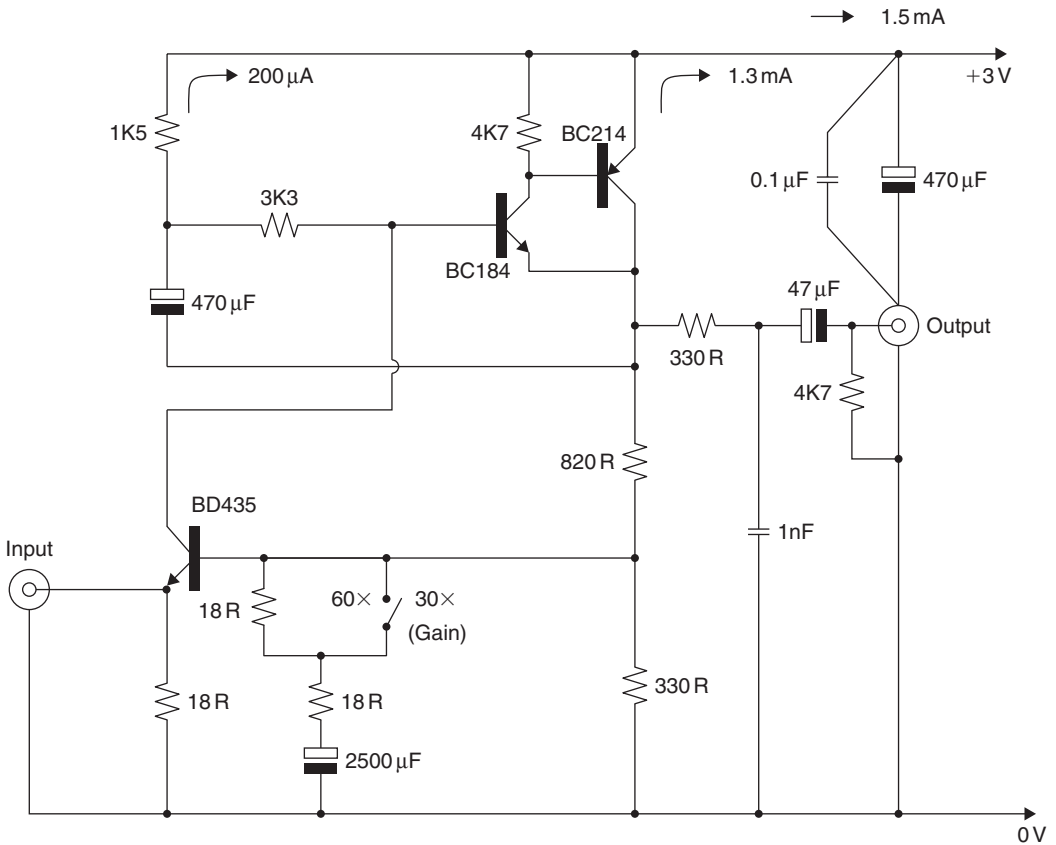 1.5 mA
+3 V
200 μA
1.3 mA
1K5
4K7
BC214
3K3
0.1 μF
470 μF
BC184
470 μF
47 μF
Output
330 R
4K7
820 R
BD435
1nF
Input
18 R
60×
30×
(Gain)
18 R
18 R
330 R
2500 μF
0 V